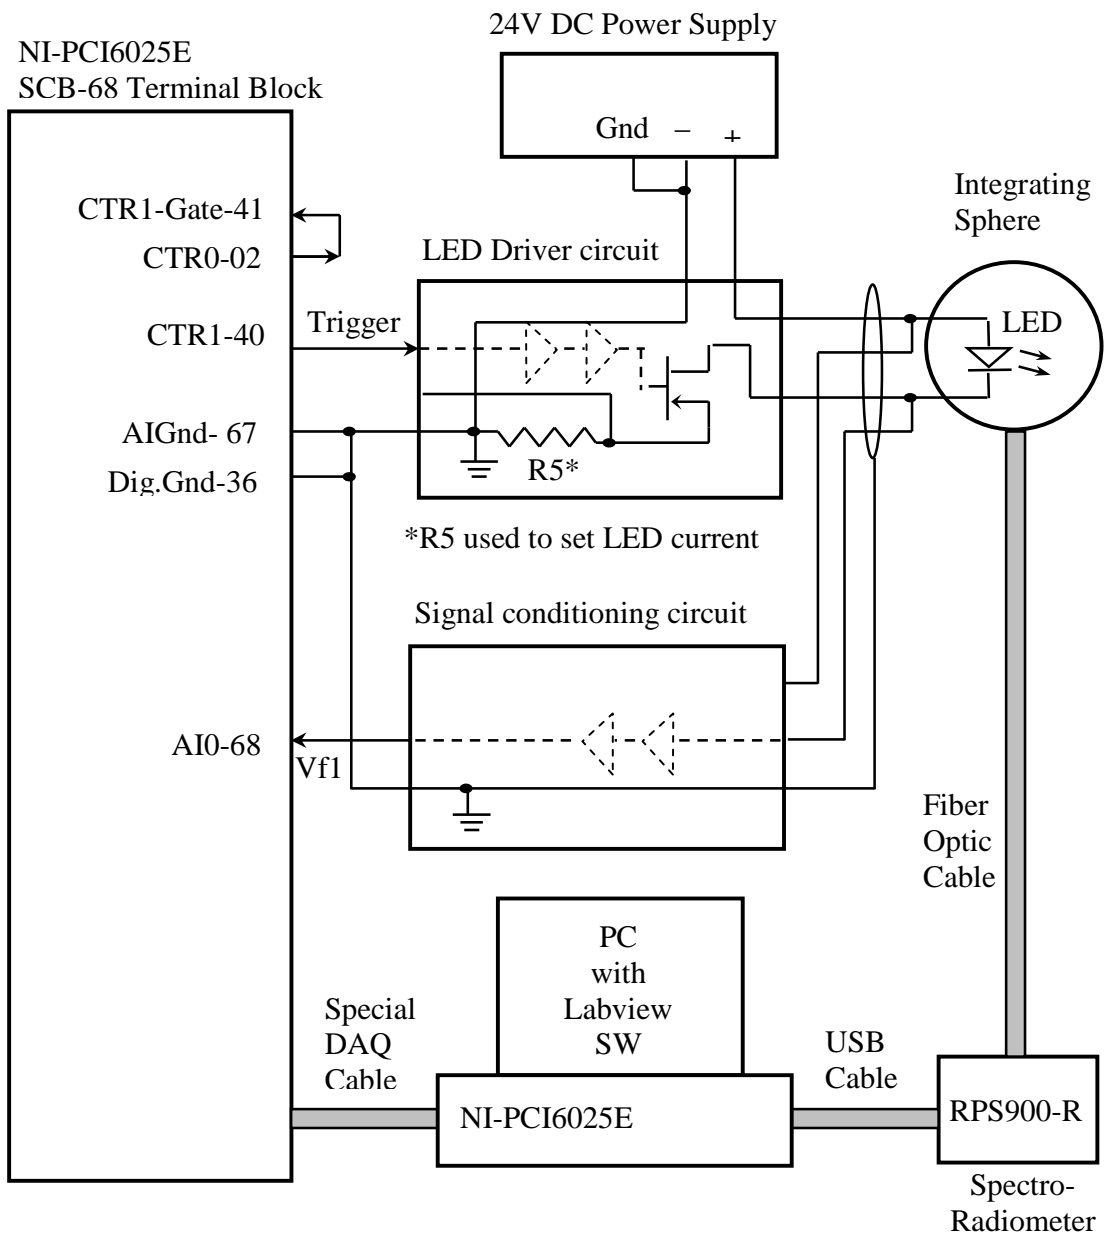 24V DC Power Supply
NI-PCI6025E
SCB-68 Terminal Block
Gnd – +
Integrating
Sphere
CTR1-Gate-41
CTR0-02
LED Driver circuit
CTR1-40
Trigger
LED
AIGnd- 67
Dig.Gnd-36
R5*
*R5 used to set LED current
Signal conditioning circuit
AI0-68
Vf1
Fiber
Optic
Cable
PC
with
Labview
SW
Special
DAQ
Cable
USB
Cable
NI-PCI6025E
RPS900-R
Spectro-
Radiometer